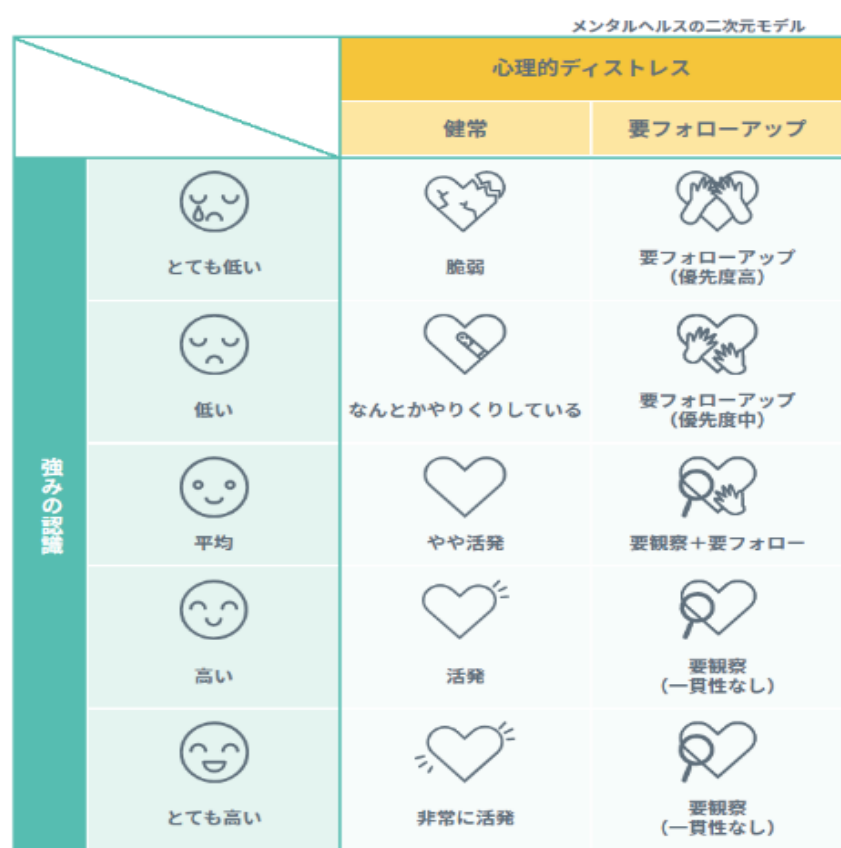 メンタルヘルスの二次元モデル
心理的ディストレス
健常
要フォローアップ
強みの認識
とても低い
脆弱
要フォローアップ
(優先度高)
低い
なんとかやりくりしている
要フォローアップ
(優先度中)
平均
やや活発
要観察＋要フォロー
高い
活発
要観察
(一貫性なし)
とても高い
非常に活発
要観察
(一貫性なし)